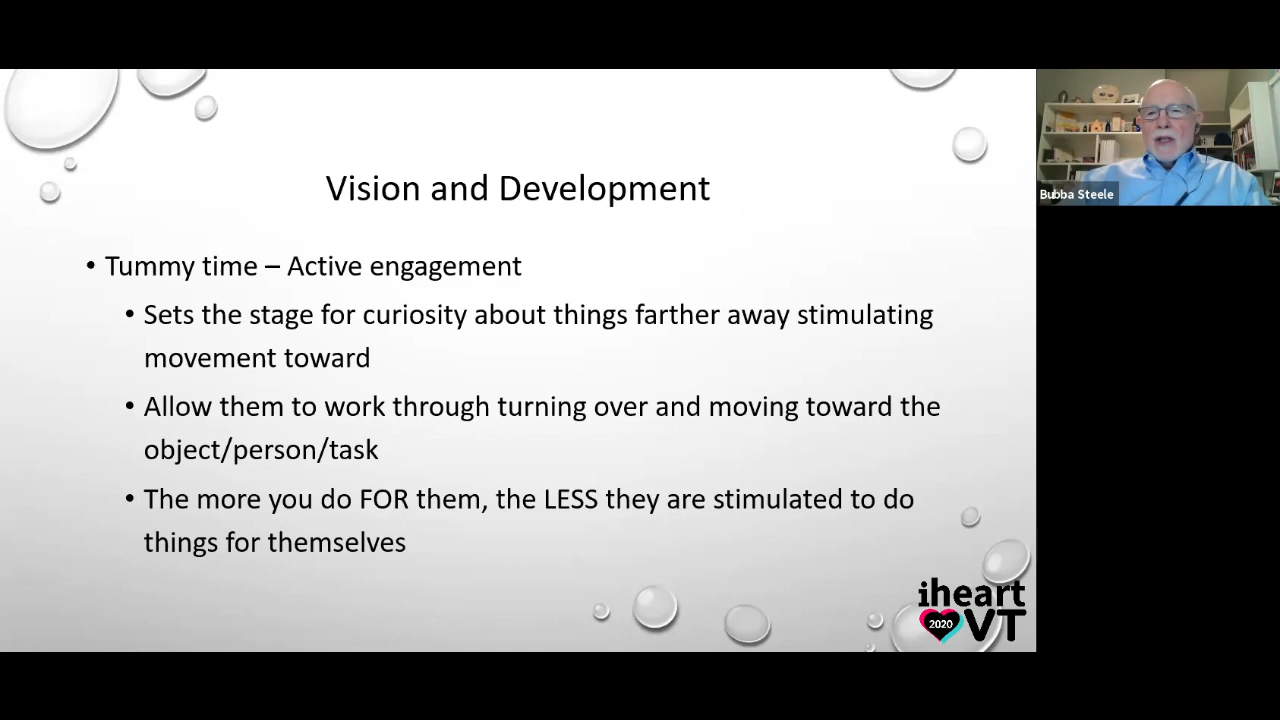 Vision and Development
• Tummy time – Active engagement
• Sets the stage for curiosity about things farther away stimulating
movement toward
• Allow them to work through turning over and moving toward the
object/person/task
• The more you do FOR them, the LESS they are stimulated to do
things for themselves
iheart
2020 VT
Bubba Steele